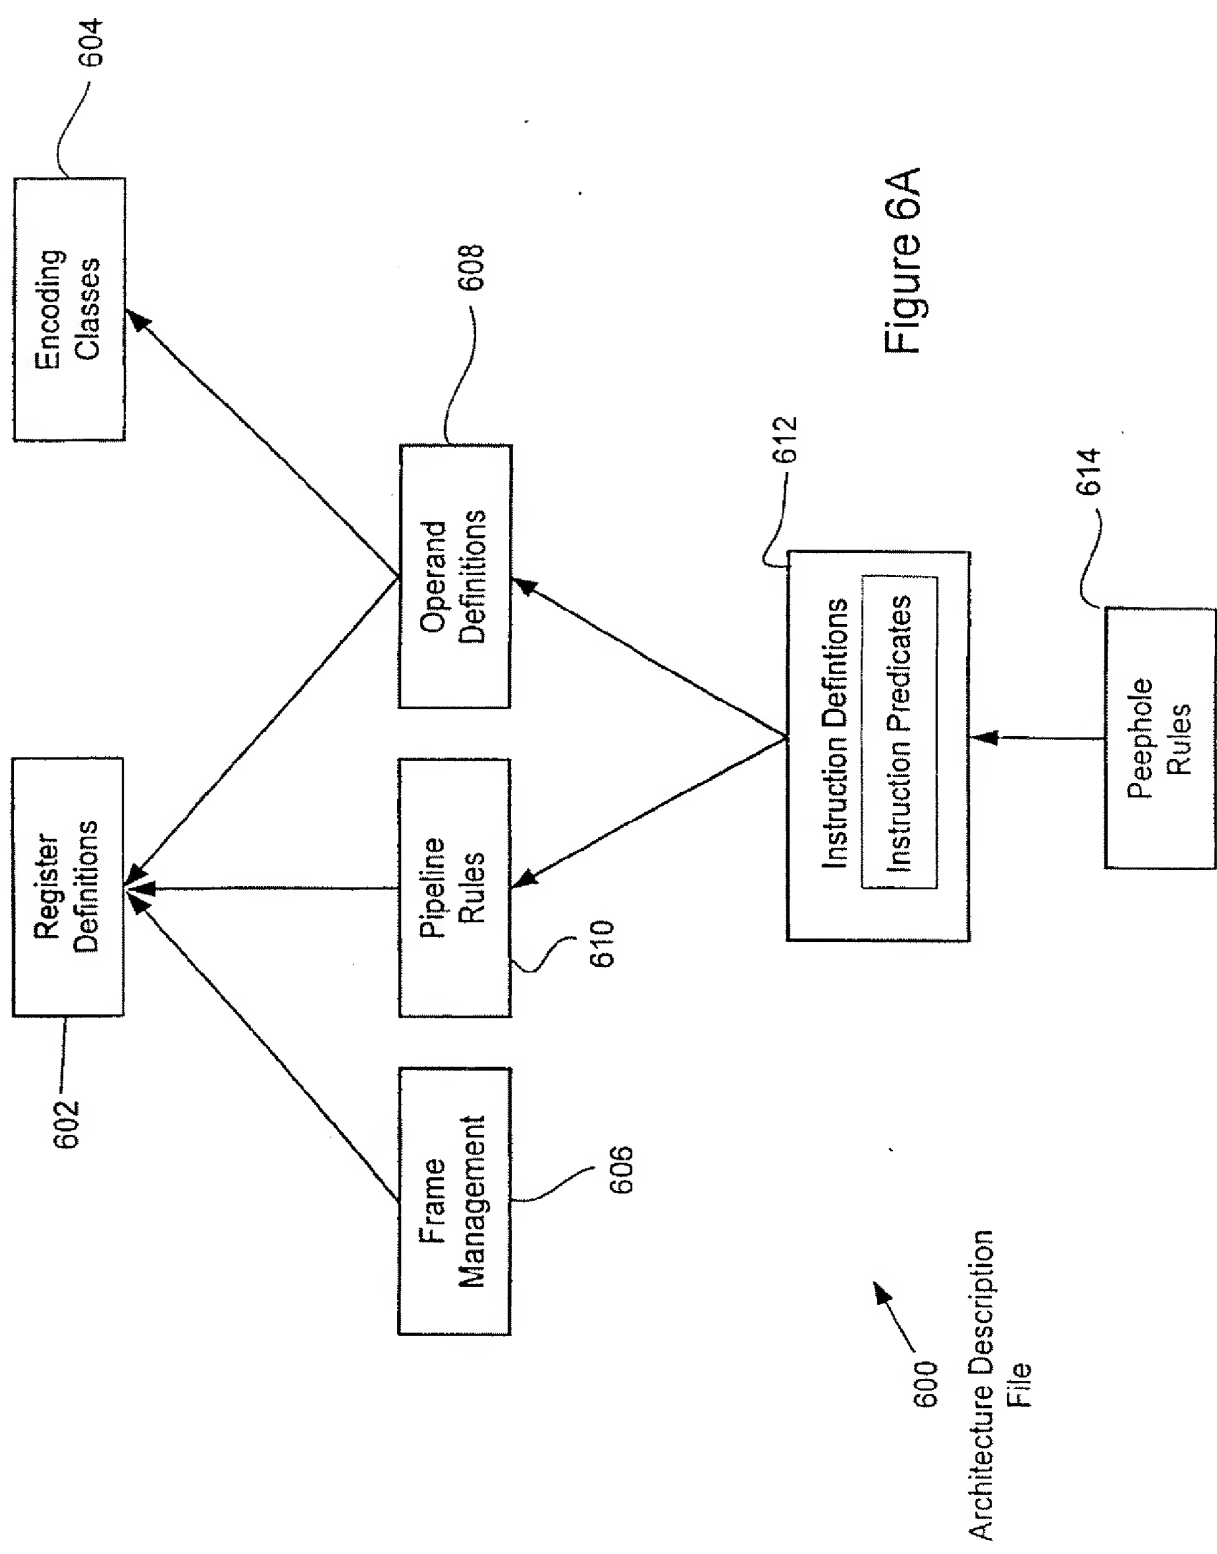 602
Register
Definitions
Encoding
Classes
604
Frame
Management
606
Pipeline
Rules
610
Operand
Definitions
608
Instruction Defintions
Instruction Predicates
612
Peephole
Rules
614
600
Architecture Description
File
Figure 6A